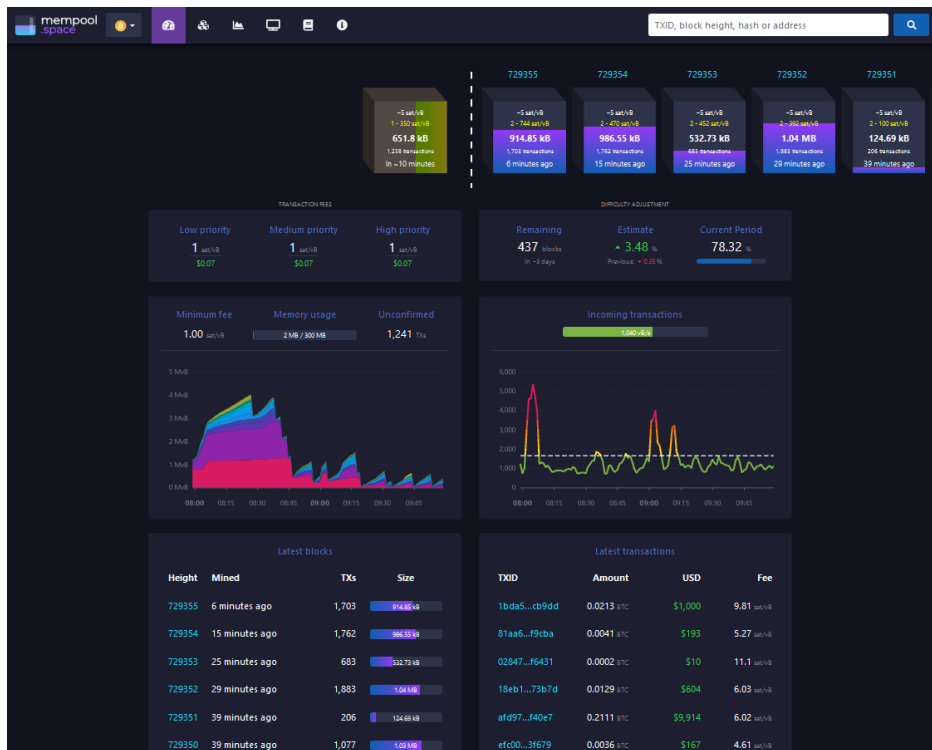 mempool
.space
TXID, block height, hash or address
729355 729354 729353 729352 729351
~5 sat/vB ~5 sat/vB ~5 sat/vB ~5 sat/vB ~5 sat/vB ~5 sat/vB
1 - 350 sat/vB 2 - 744 sat/vB 2 - 470 sat/vB 2 - 452 sat/vB 2 - 392 sat/vB 2 - 100 sat/vB
651.8 kB 914.85 kB 986.55 kB 532.73 kB 1.04 MB 124.69 kB
1,238 transactions 1,703 transactions 1,762 transactions 683 transactions 1,883 transactions 206 transactions
In ~10 minutes 6 minutes ago 15 minutes ago 25 minutes ago 29 minutes ago 39 minutes ago
TRANSACTION FEES
Low priority Medium priority High priority
1 sat/vB 1 sat/vB 1 sat/vB
$0.07 $0.07 $0.07
DIFFICULTY ADJUSTMENT
Remaining Estimate Current Period
437 blocks 3.48 % 78.32 %
In ~3 days Previous: 0.35 %
Minimum fee Memory usage Unconfirmed
1.00 sat/vB 2 MB / 300 MB 1,241 TXs
5 MvB
4 MvB
3 MvB
2 MvB
1 MvB
0 MvB
08:00 08:15 08:30 08:45 09:00 09:15 09:30 09:45
Incoming transactions
1,040 vB/s
6,000
5,000
4,000
3,000
2,000
1,000
0
08:00 08:15 08:30 08:45 09:00 09:15 09:30 09:45
Latest blocks
Height Mined TXs Size
729355 6 minutes ago 1,703 914.85 kB
729354 15 minutes ago 1,762 986.55 kB
729353 25 minutes ago 683 532.73 kB
729352 29 minutes ago 1,883 1.04 MB
729351 39 minutes ago 206 124.69 kB
729350 39 minutes ago 1,077 1.03 MB
Latest transactions
TXID Amount USD Fee
1bda5...cb9dd 0.0213 BTC $1,000 9.81 sat/vB
81aa6...f9cba 0.0041 BTC $193 5.27 sat/vB
02847...f6431 0.0002 BTC $10 11.1 sat/vB
18eb1...73b7d 0.0129 BTC $604 6.03 sat/vB
afd97...f40e7 0.2111 BTC $9,914 6.02 sat/vB
efc00...3f679 0.0036 BTC $167 4.61 sat/vB